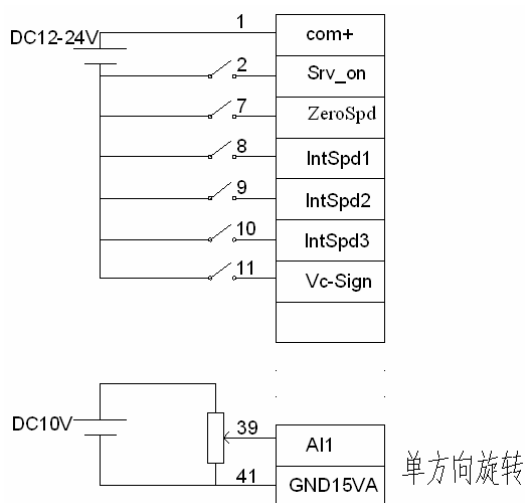 DC12-24V
1 com+
2 Srv_on
7 ZeroSpd
8 IntSpd1
9 IntSpd2
10 IntSpd3
11 Vc-Sign
DC10V
39 AI1
41 GND15VA
单方向旋转